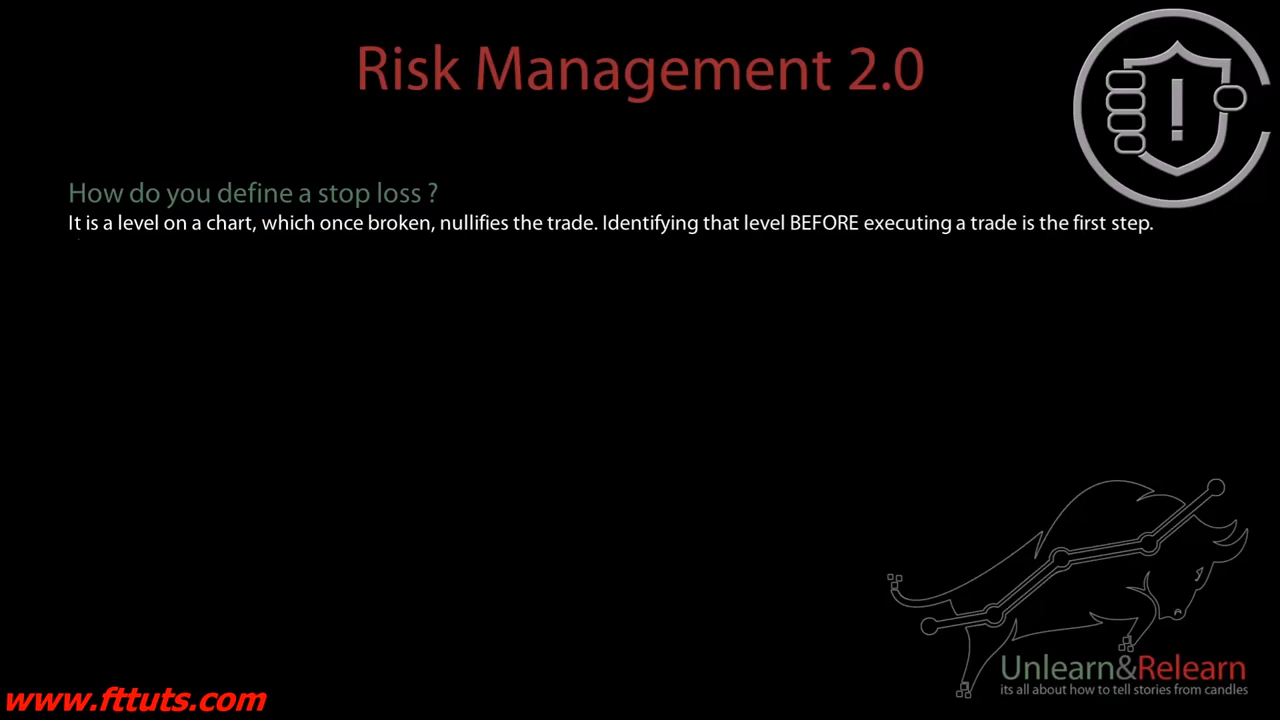 Risk Management 2.0
How do you define a stop loss ?
It is a level on a chart, which once broken, nullifies the trade. Identifying that level BEFORE executing a trade is the first step.
Unlearn&Relearn
its all about how to tell stories from candles
www.fttuts.com